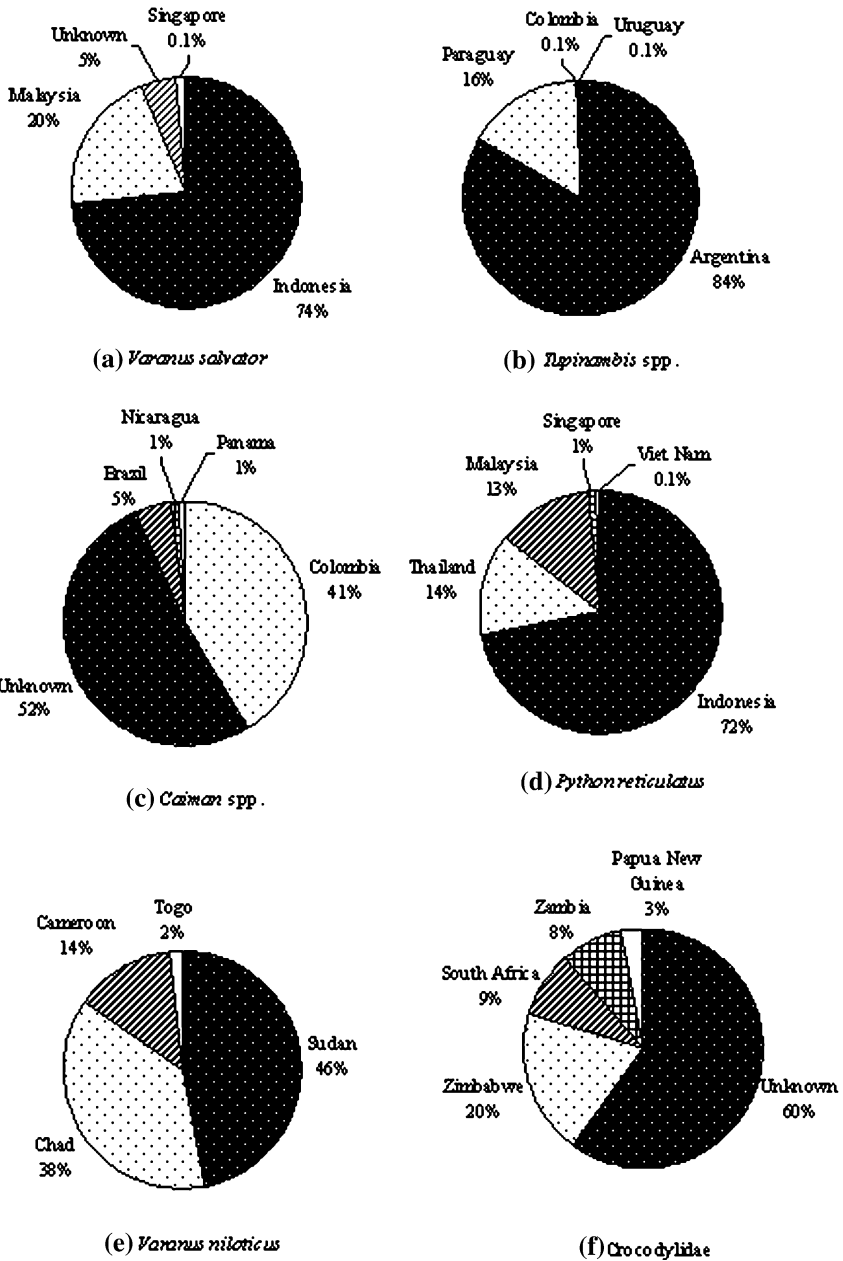 Singapore
0.1%
Unknown
5%
Malaysia
20%
Indonesia
74%
(a) Varanus salvator
Colombia
0.1%
Uruguay
0.1%
Paraguay
16%
Argentina
84%
(b) Tupinambis spp.
Nicaragua
1%
Panama
1%
Brazil
5%
Colombia
41%
Unknown
52%
(c) Caiman spp.
Singapore
1%
Viet Nam
0.1%
Malaysia
13%
Thailand
14%
Indonesia
72%
(d) Python reticulatus
Togo
2%
Cameroon
14%
Sudan
46%
Chad
38%
(e) Varanus niloticus
Papua New
Guinea
3%
Zambia
8%
South Africa
9%
Zimbabwe
20%
Unknown
60%
(f) Crocodylidae